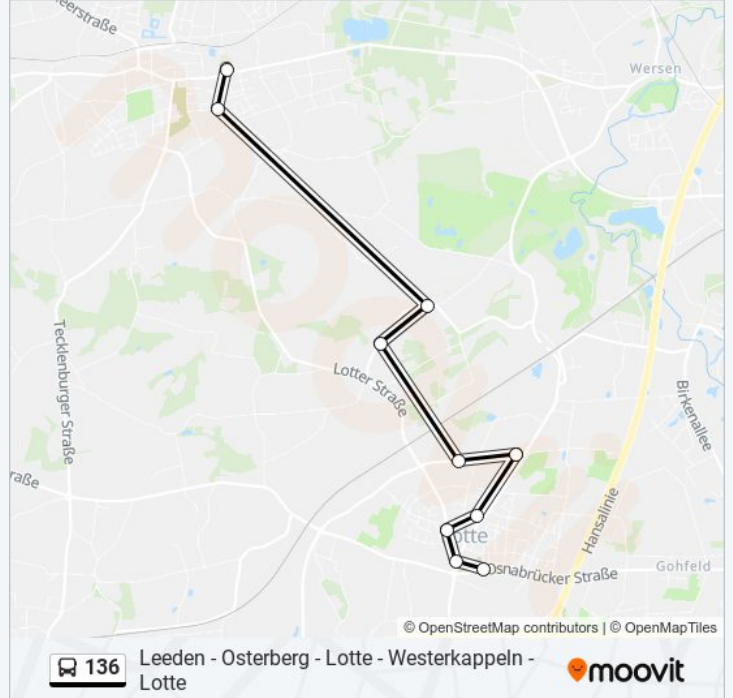 eerstraße
Wersen
Tecklenburger Straße
Lotter Straße
Birkenallee
raße
Hansalinie
otte
Osnabrücker Straße
Gohfeld
© OpenStreetMap contributors | © OpenMapTiles
136
Leeden - Osterberg - Lotte - Westerkappeln -
Lotte
moovit